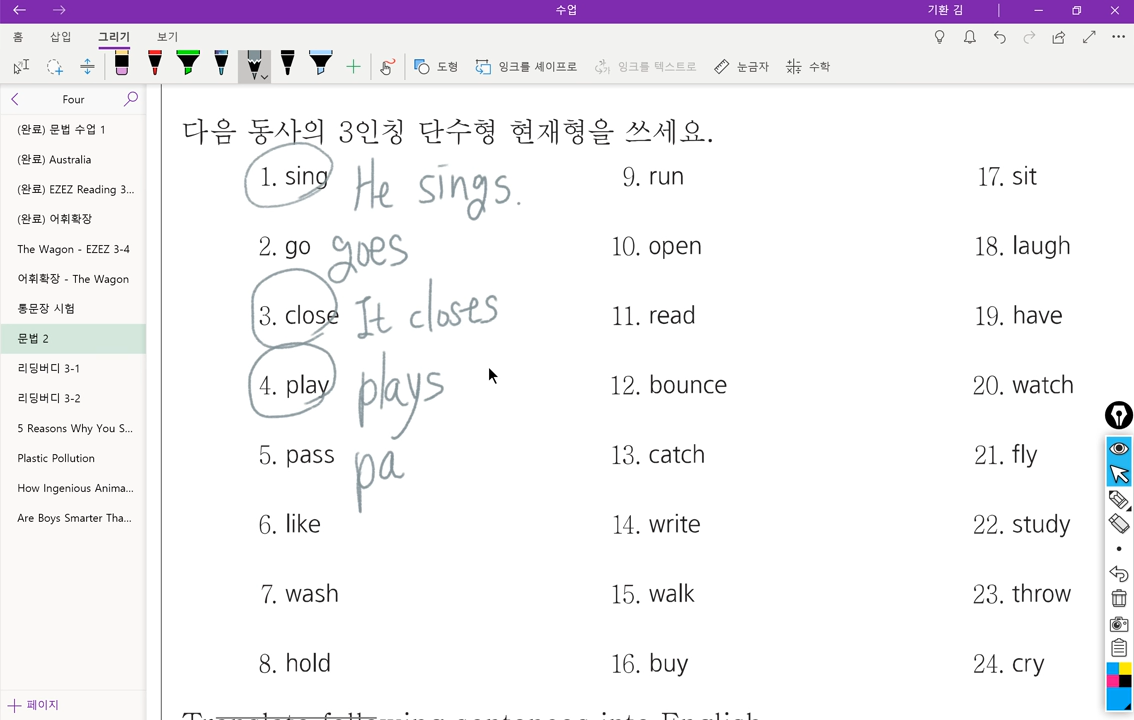 수업
기환 김
홈 삽입 그리기 보기
도형 잉크를 셰이프로 잉크를 텍스트로 눈금자 수학
Four
(완료) 문법 수업 1
(완료) Australia
(완료) EZEZ Reading 3...
(완료) 어휘확장
The Wagon - EZEZ 3-4
어휘확장 - The Wagon
통문장 시험
문법 2
리딩버디 3-1
리딩버디 3-2
5 Reasons Why You S...
Plastic Pollution
How Ingenious Anima...
Are Boys Smarter Tha...
페이지
다음 동사의 3인칭 단수형 현재형을 쓰세요.
1. sing He sings.
2. go goes
3. close It closes
4. play plays
5. pass pa
6. like
7. wash
8. hold
9. run
10. open
11. read
12. bounce
13. catch
14. write
15. walk
16. buy
17. sit
18. laugh
19. have
20. watch
21. fly
22. study
23. throw
24. cry
Translate following sentences into English